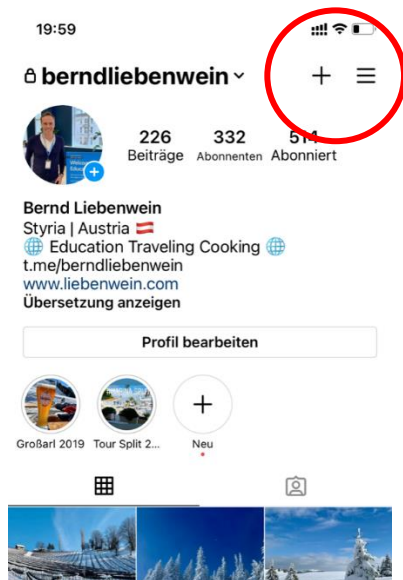 19:59
berndliebenwein
226 332 514
Beiträge Abonnenten Abonniert
Bernd Liebenwein
Styria | Austria 🇦🇹
🌐 Education Traveling Cooking 🌐
t.me/berndliebenwein
www.liebenwein.com
Übersetzung anzeigen
Profil bearbeiten
Großarl 2019 Tour Split 2... Neu